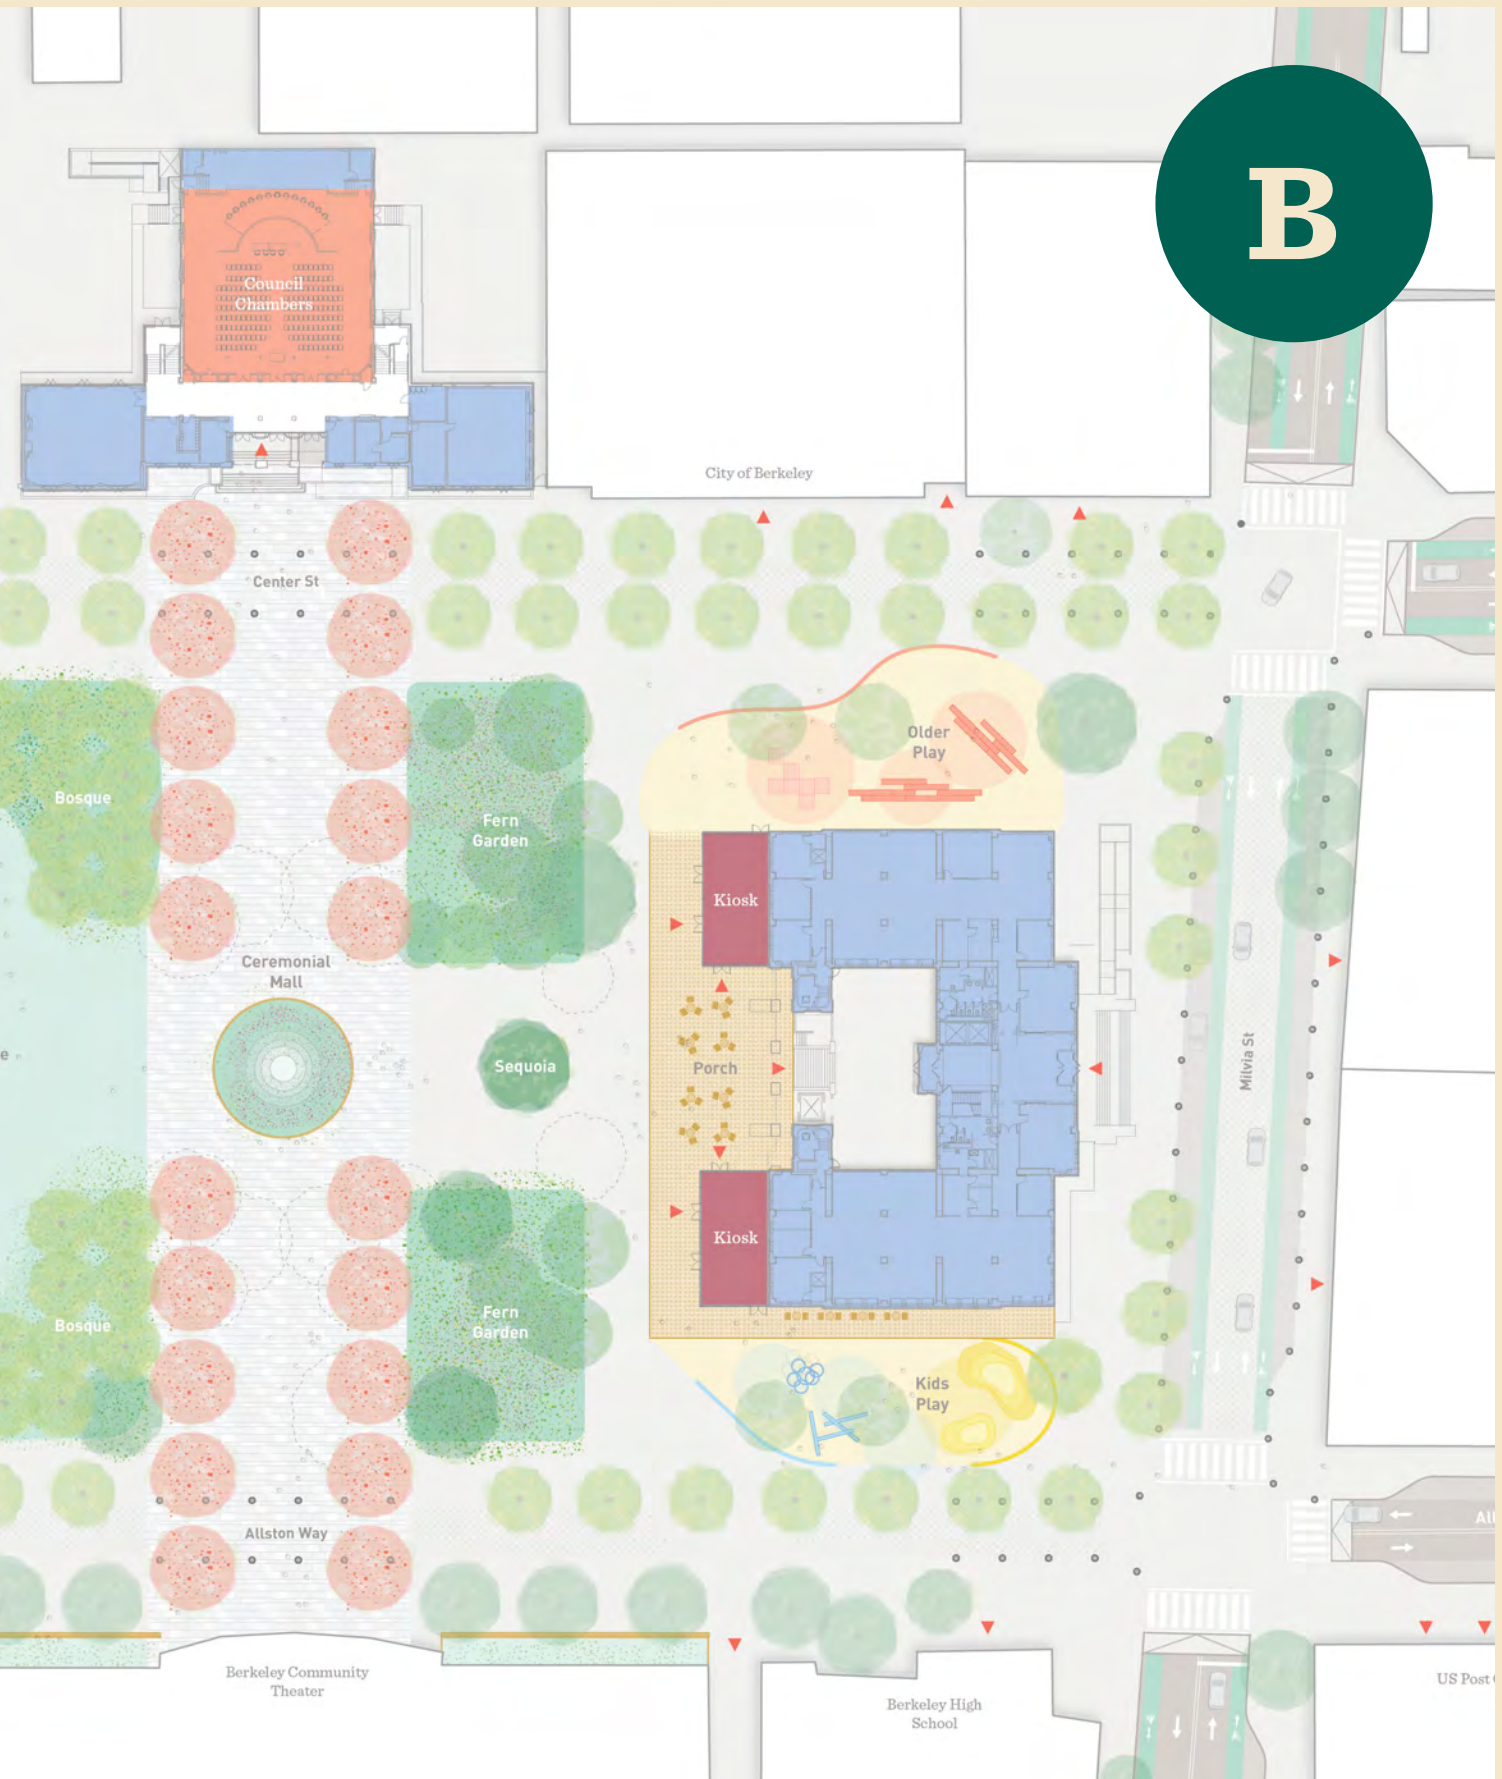 B
Council
Chambers
City of Berkeley
Center St
Older
Play
Bosque
Fern
Garden
Kiosk
Ceremonial
Mall
e
Sequoia
Porch
Milvia St
Kiosk
Bosque
Fern
Garden
Kids
Play
Allston Way
All
Berkeley Community
Theater
Berkeley High
School
US Post